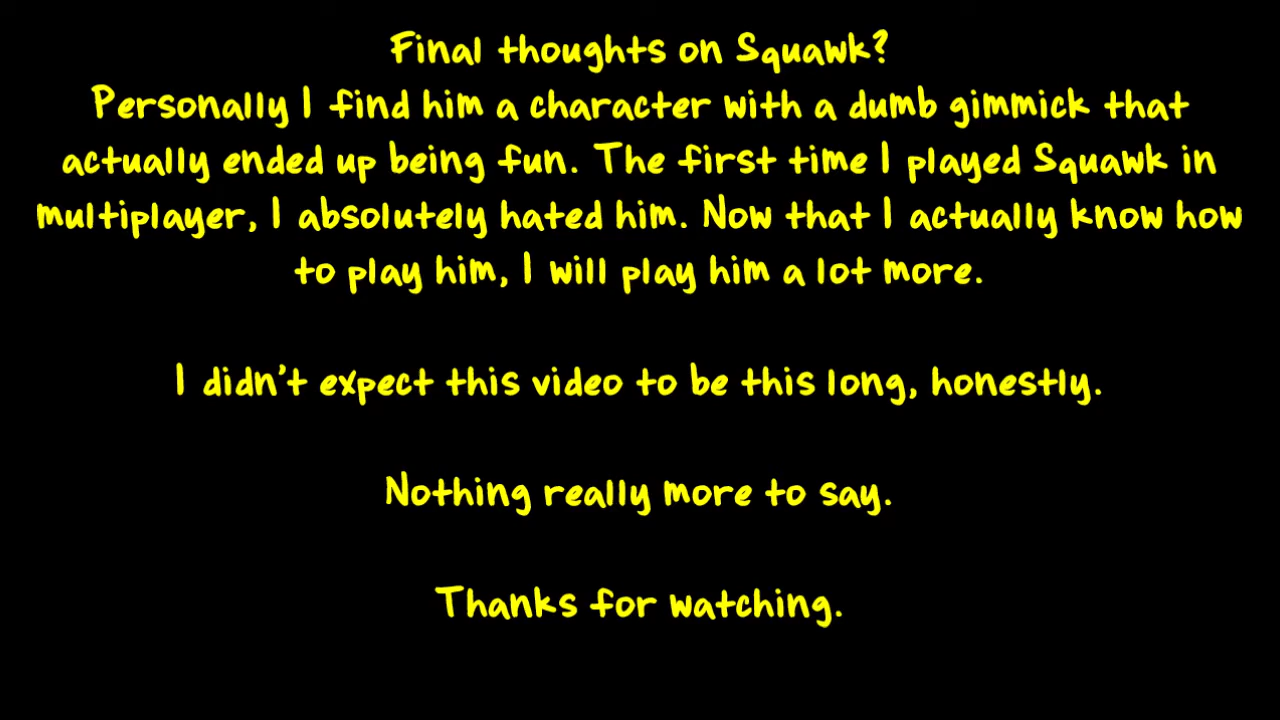 Final thoughts on Squawk?
Personally I find him a character with a dumb gimmick that
actually ended up being fun. The first time I played Squawk in
multiplayer, I absolutely hated him. Now that I actually know how
to play him, I will play him a lot more.
I didn't expect this video to be this long, honestly.
Nothing really more to say.
Thanks for watching.